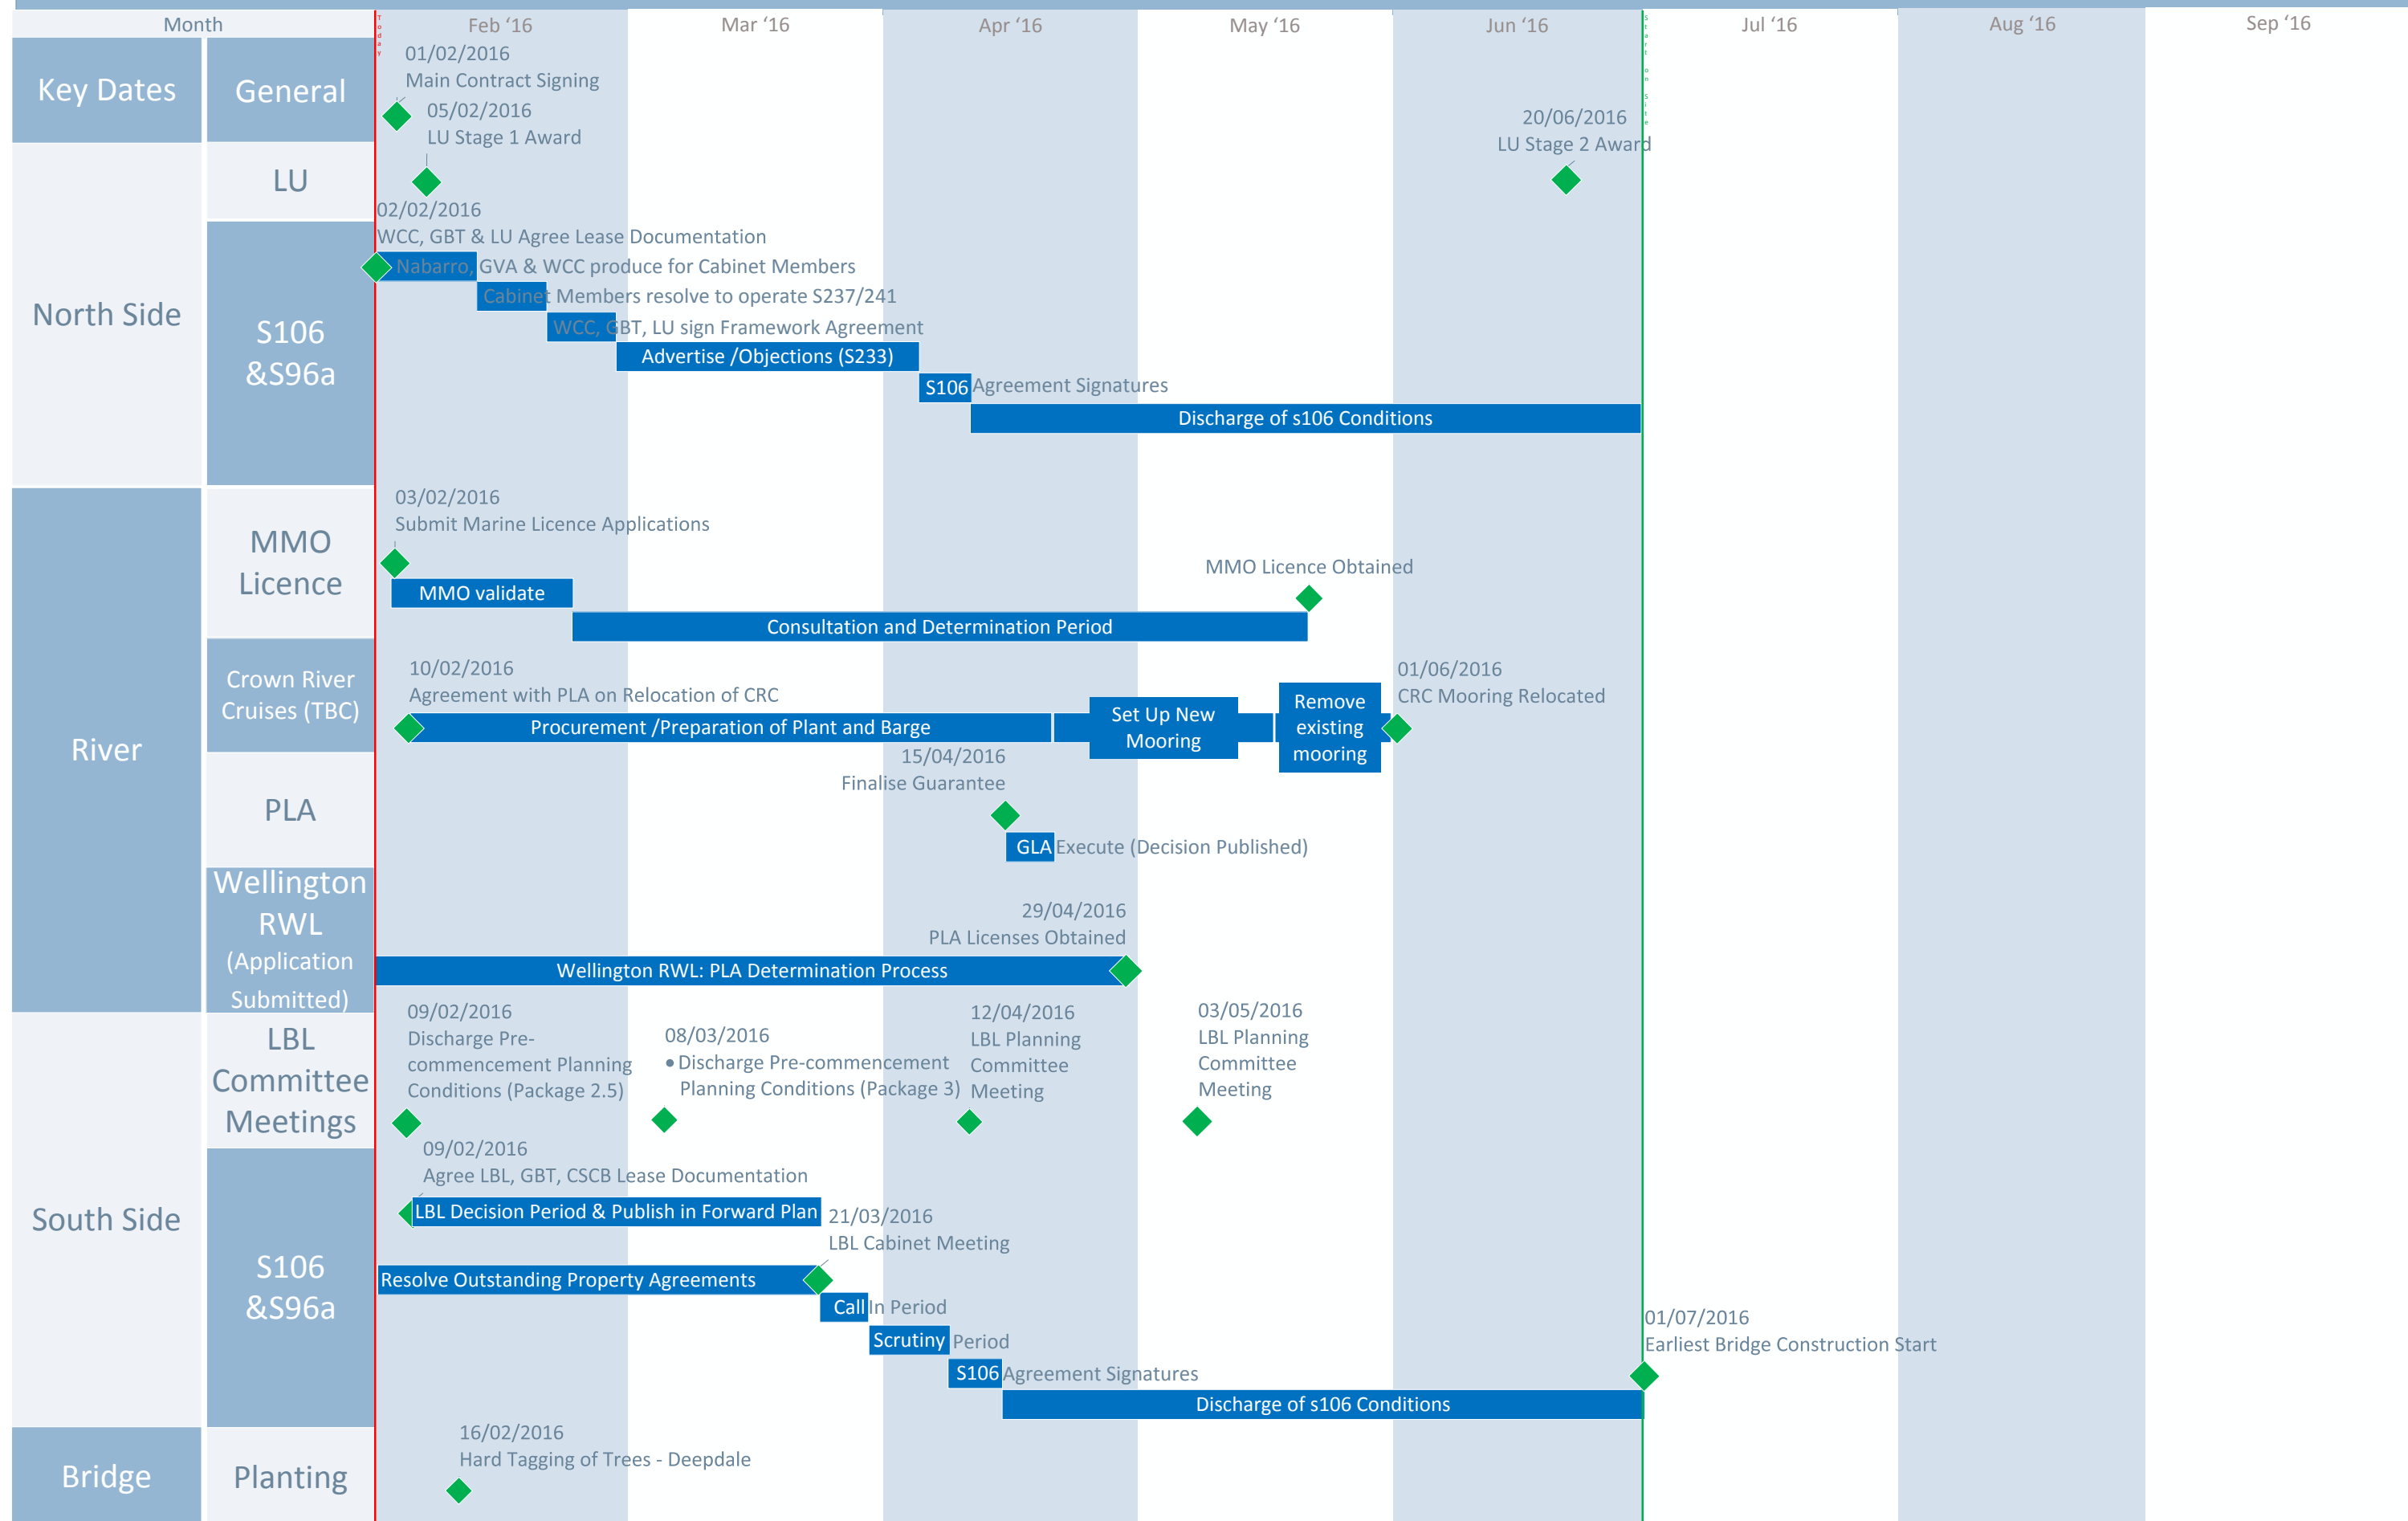 Month
Feb ‘16
Mar ‘16
Apr ‘16
May ‘16
Jun ‘16
Jul ‘16
Aug ‘16
Sep ‘16
Today
Start on Site
Key Dates
General
01/02/2016
Main Contract Signing
05/02/2016
LU Stage 1 Award
20/06/2016
LU Stage 2 Award
North Side
LU
S106
&S96a
02/02/2016
WCC, GBT & LU Agree Lease Documentation
Nabarro, GVA & WCC produce for Cabinet Members
Cabinet Members resolve to operate S237/241
WCC, GBT, LU sign Framework Agreement
Advertise /Objections (S233)
S106 Agreement Signatures
Discharge of s106 Conditions
River
MMO
Licence
03/02/2016
Submit Marine Licence Applications
MMO Licence Obtained
MMO validate
Consultation and Determination Period
Crown River
Cruises (TBC)
10/02/2016
Agreement with PLA on Relocation of CRC
Procurement /Preparation of Plant and Barge
Set Up New
Mooring
Remove
existing
mooring
01/06/2016
CRC Mooring Relocated
PLA
15/04/2016
Finalise Guarantee
GLA Execute (Decision Published)
Wellington
RWL
(Application
Submitted)
29/04/2016
PLA Licenses Obtained
Wellington RWL: PLA Determination Process
South Side
LBL
Committee
Meetings
09/02/2016
Discharge Pre-
commencement Planning
Conditions (Package 2.5)
08/03/2016
• Discharge Pre-commencement
Planning Conditions (Package 3)
12/04/2016
LBL Planning
Committee
Meeting
03/05/2016
LBL Planning
Committee
Meeting
S106
&S96a
09/02/2016
Agree LBL, GBT, CSCB Lease Documentation
LBL Decision Period & Publish in Forward Plan
21/03/2016
LBL Cabinet Meeting
Resolve Outstanding Property Agreements
Call In Period
Scrutiny Period
S106 Agreement Signatures
Discharge of s106 Conditions
01/07/2016
Earliest Bridge Construction Start
Bridge
Planting
16/02/2016
Hard Tagging of Trees - Deepdale